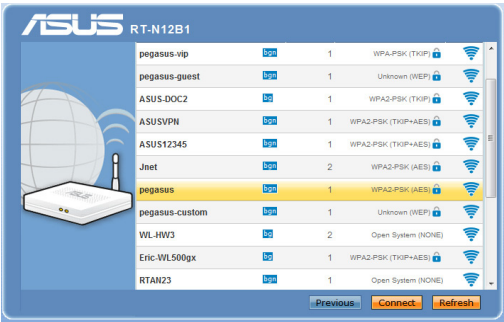 ASUS RT-N12B1
pegasus-vip bgn 1 WPA-PSK (TKIP)
pegasus-guest bgn 1 Unknown (WEP)
ASUS-DOC2 bg 1 WPA2-PSK (TKIP)
ASUSVPN bgn 1 WPA2-PSK (TKIP+AES)
ASUS12345 bgn 1 WPA2-PSK (TKIP+AES)
Jnet bgn 2 WPA-PSK (TKIP+AES)
pegasus bgn 1 WPA2-PSK (AES)
pegasus-custom bgn 1 Unknown (WEP)
WL-HW3 bg 2 Open System (NONE)
Eric-WL500gx bg 1 WPA2-PSK (TKIP+AES)
RTAN23 bgn 1 Open System (NONE)
ASUS
Previous Connect Refresh